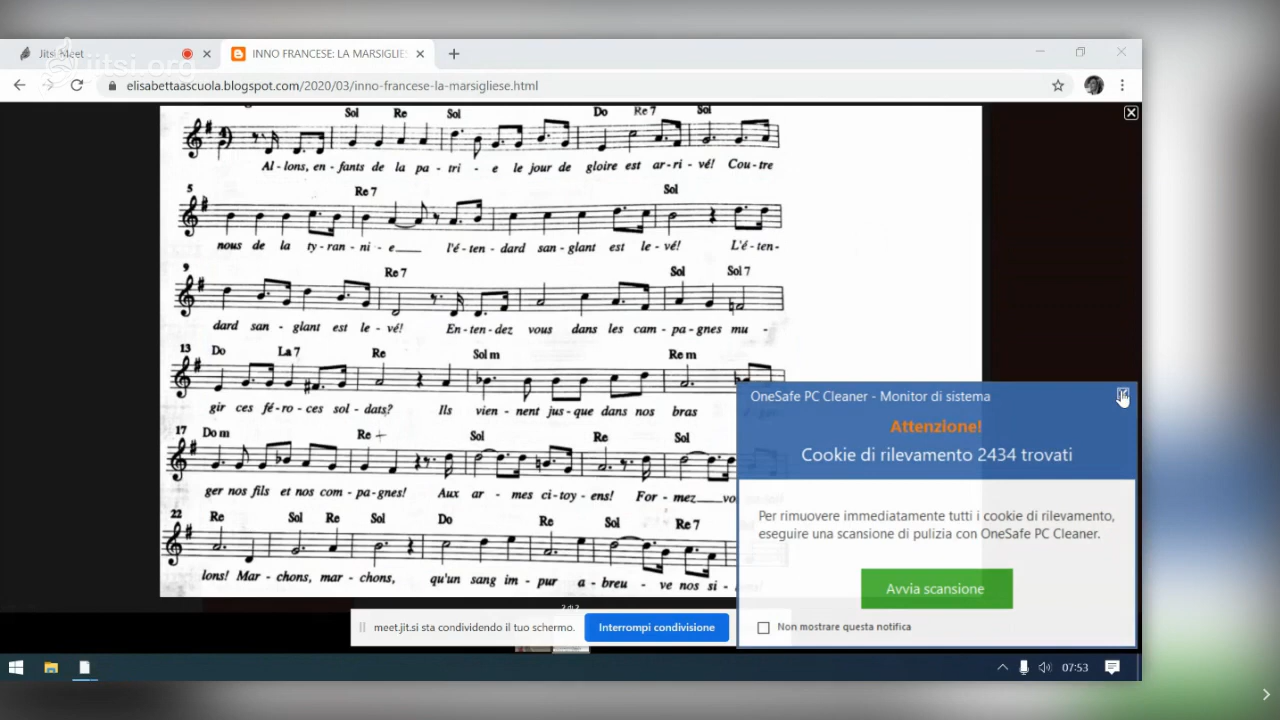 Jitsi Meet
jitsi.org
INNO FRANCESE: LA MARSIGLIES
elisabettaascuola.blogspot.com/2020/03/inno-francese-la-marsigliese.html
Sol Re Sol Do Re 7 Sol
Al - lons, en - fants de la pa - tri - e le jour de gloire est ar - ri - vé! Cou - tre
5 Re 7 Sol
nous de la ty - ran - ni - e___ l'é - ten - dard san - glant est le - vé! L'é - ten -
9 Re 7 Sol Sol 7
dard san - glant est le - vé! En - ten - dez vous dans les cam - pa - gnes mu -
13 Do La 7 Re Sol m Re m
gir ces fé - ro - ces sol - dats? Ils vien - nent jus - que dans nos bras
17 Do m Re Sol Re Sol
ger nos fils et nos com - pa - gnes! Aux ar - mes ci - toy - ens! For - mez___vo
22 Re Sol Re Sol Do Re Sol Re 7
lons! Mar - chons, mar - chons, qu'un sang im - pur a - breu - ve nos si -
OneSafe PC Cleaner - Monitor di sistema
Attenzione!
Cookie di rilevamento 2434 trovati
Per rimuovere immediatamente tutti i cookie di rilevamento,
eseguire una scansione di pulizia con OneSafe PC Cleaner.
Avvia scansione
Non mostrare questa notifica
meet.jit.si sta condividendo il tuo schermo.
Interrompi condivisione
07:53